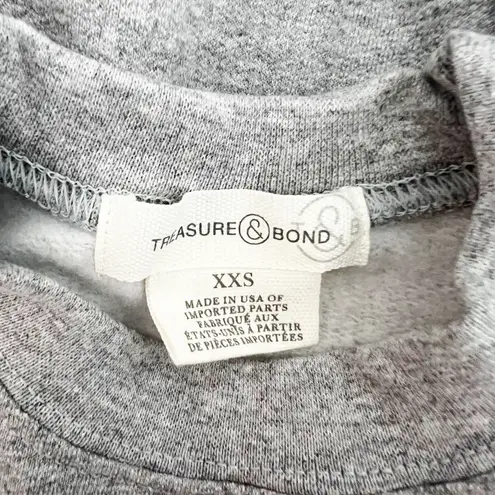 TREASURE & BOND
T & B
XXS
MADE IN USA OF
IMPORTED PARTS
FABRIQUÉ AUX
ÉTATS-UNIS À PARTIR
DE PIÈCES IMPORTÉES